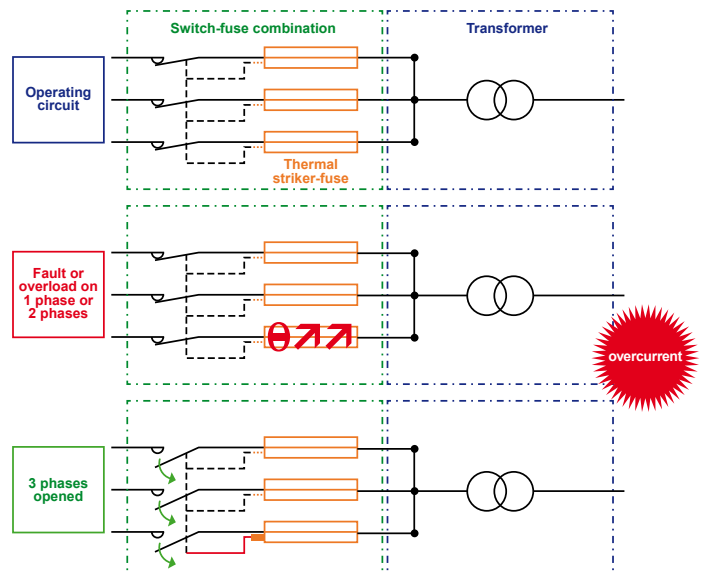 Switch-fuse combination
Transformer
Operating
circuit
Thermal
striker-fuse
Fault or
overload on
1 phase or
2 phases
θ
overcurrent
3 phases
opened